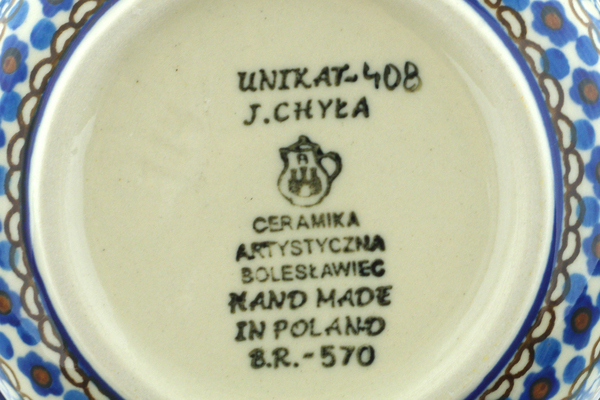 UNIKAT-408
J.CHYŁA
CERAMIKA
ARTYSTYCZNA
BOLESŁAWIEC
HAND MADE
IN POLAND
B.R.-570